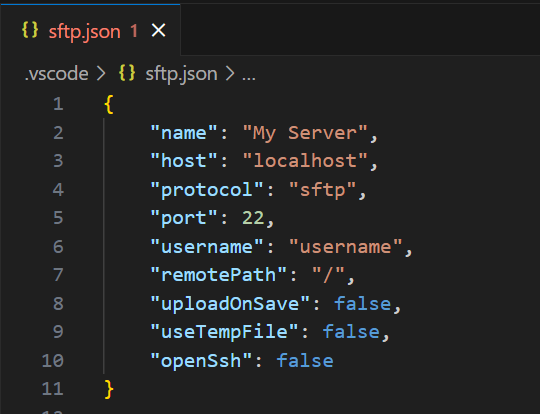 {} sftp.json 1 ×
.vscode > {} sftp.json > ...
1 {
2 "name": "My Server",
3 "host": "localhost",
4 "protocol": "sftp",
5 "port": 22,
6 "username": "username",
7 "remotePath": "/",
8 "uploadOnSave": false,
9 "useTempFile": false,
10 "openSsh": false
11 }